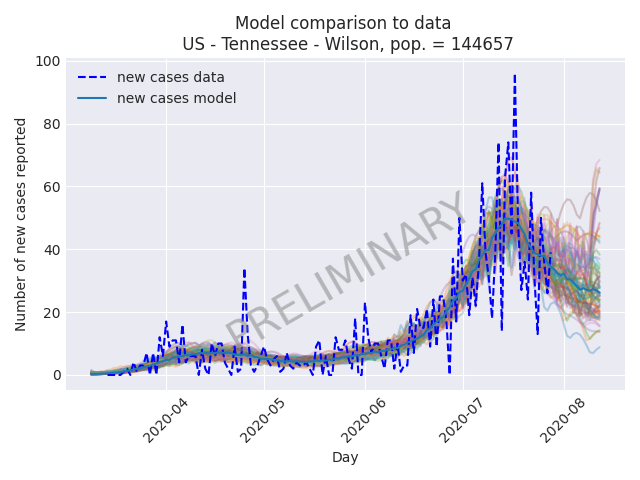 Model comparison to data
US - Tennessee - Wilson, pop. = 144657
100
80
60
40
20
0
Number of new cases reported
new cases data
new cases model
PRELIMINARY
2020-04
2020-05
2020-06
2020-07
2020-08
Day